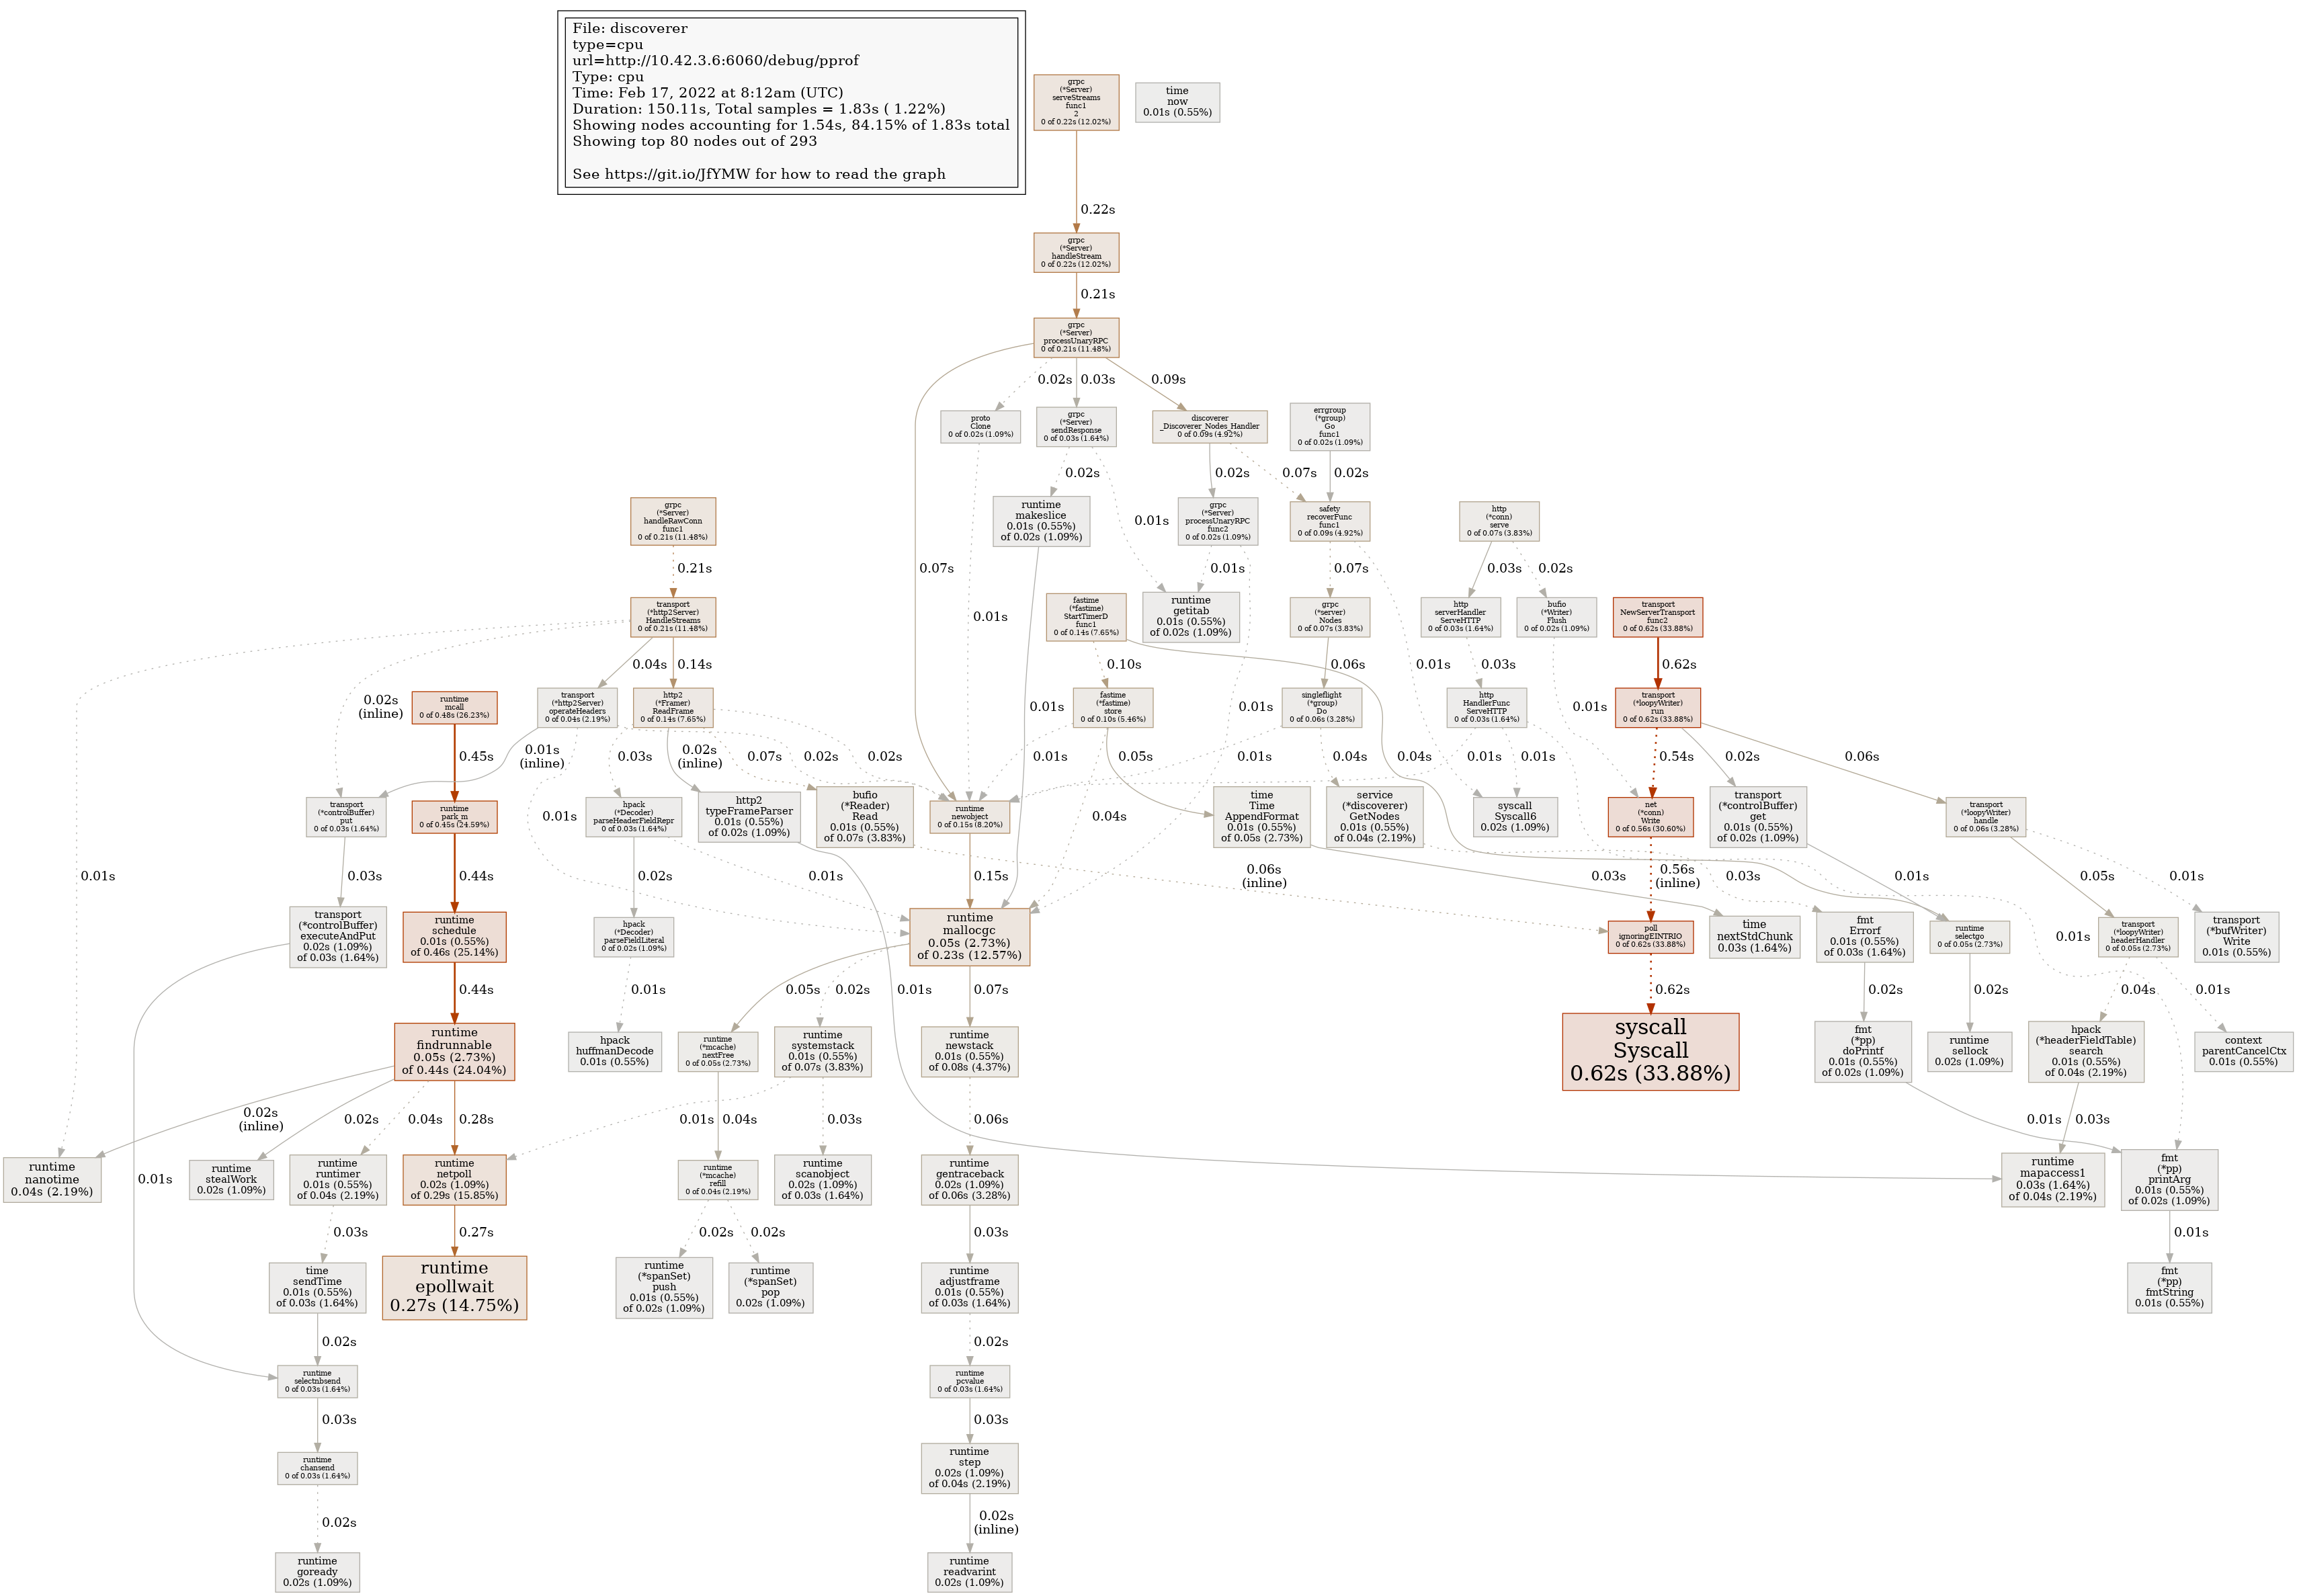 File: discoverer
type=cpu
url=http://10.42.3.6:6060/debug/pprof
Type: cpu
Time: Feb 17, 2022 at 8:12am (UTC)
Duration: 150.11s, Total samples = 1.83s ( 1.22%)
Showing nodes accounting for 1.54s, 84.15% of 1.83s total
Showing top 80 nodes out of 293
See https://git.io/JfYMW for how to read the graph
grpc
(*Server)
serveStreams
func1
2
0 of 0.22s (12.02%)
time
now
0.01s (0.55%)
0.22s
grpc
(*Server)
handleStream
0 of 0.22s (12.02%)
0.21s
grpc
(*Server)
processUnaryRPC
0 of 0.21s (11.48%)
0.02s
0.03s
0.09s
proto
Clone
0 of 0.02s (1.09%)
grpc
(*Server)
sendResponse
0 of 0.03s (1.64%)
discoverer
_Discoverer_Nodes_Handler
0 of 0.09s (4.92%)
errgroup
(*group)
Go
func1
0 of 0.02s (1.09%)
0.02s
0.02s
0.07s
0.02s
grpc
(*Server)
handleRawConn
func1
0 of 0.21s (11.48%)
runtime
makeslice
0.01s (0.55%)
of 0.02s (1.09%)
0.01s
grpc
(*Server)
processUnaryRPC
func2
0 of 0.02s (1.09%)
safety
recoverFunc
func1
0 of 0.09s (4.92%)
http
(*conn)
serve
0 of 0.07s (3.83%)
0.21s
0.07s
0.01s
0.07s
0.03s
0.02s
transport
(*http2Server)
HandleStreams
0 of 0.21s (11.48%)
0.01s
fastime
(*fastime)
StartTimerD
func1
0 of 0.14s (7.65%)
runtime
getitab
0.01s (0.55%)
of 0.02s (1.09%)
grpc
(*server)
Nodes
0 of 0.07s (3.83%)
http
serverHandler
ServeHTTP
0 of 0.03s (1.64%)
bufio
(*Writer)
Flush
0 of 0.02s (1.09%)
transport
NewServerTransport
func2
0 of 0.62s (33.88%)
0.04s
0.14s
0.10s
0.06s
0.01s
0.03s
0.62s
0.02s
(inline)
runtime
mcall
0 of 0.48s (26.23%)
transport
(*http2Server)
operateHeaders
0 of 0.04s (2.19%)
http2
(*Framer)
ReadFrame
0 of 0.14s (7.65%)
0.01s
fastime
(*fastime)
store
0 of 0.10s (5.46%)
0.01s
singleflight
(*group)
Do
0 of 0.06s (3.28%)
http
HandlerFunc
ServeHTTP
0 of 0.03s (1.64%)
0.01s
transport
(*loopyWriter)
run
0 of 0.62s (33.88%)
0.45s
0.01s
(inline)
0.03s
0.02s
(inline)
0.07s
0.02s
0.02s
0.01s
0.05s
0.01s
0.04s
0.04s
0.01s
0.01s
0.54s
0.02s
0.06s
transport
(*controlBuffer)
put
0 of 0.03s (1.64%)
runtime
park_m
0 of 0.45s (24.59%)
0.01s
hpack
(*Decoder)
parseHeaderFieldRepr
0 of 0.03s (1.64%)
http2
typeFrameParser
0.01s (0.55%)
of 0.02s (1.09%)
bufio
(*Reader)
Read
0.01s (0.55%)
of 0.07s (3.83%)
runtime
newobject
0 of 0.15s (8.20%)
0.04s
time
Time
AppendFormat
0.01s (0.55%)
of 0.05s (2.73%)
service
(*discoverer)
GetNodes
0.01s (0.55%)
of 0.04s (2.19%)
syscall
Syscall6
0.02s (1.09%)
net
(*conn)
Write
0 of 0.56s (30.60%)
transport
(*controlBuffer)
get
0.01s (0.55%)
of 0.02s (1.09%)
transport
(*loopyWriter)
handle
0 of 0.06s (3.28%)
0.01s
0.03s
0.44s
0.02s
0.01s
0.15s
0.06s
(inline)
0.03s
0.56s
(inline)
0.03s
0.01s
0.05s
0.01s
transport
(*controlBuffer)
executeAndPut
0.02s (1.09%)
of 0.03s (1.64%)
runtime
schedule
0.01s (0.55%)
of 0.46s (25.14%)
hpack
(*Decoder)
parseFieldLiteral
0 of 0.02s (1.09%)
runtime
mallocgc
0.05s (2.73%)
of 0.23s (12.57%)
poll
ignoringEINTRIO
0 of 0.62s (33.88%)
time
nextStdChunk
0.03s (1.64%)
fmt
Errorf
0.01s (0.55%)
of 0.03s (1.64%)
runtime
selectgo
0 of 0.05s (2.73%)
0.01s
transport
(*loopyWriter)
headerHandler
0 of 0.05s (2.73%)
transport
(*bufWriter)
Write
0.01s (0.55%)
0.44s
0.01s
0.05s
0.02s
0.01s
0.07s
0.62s
0.02s
0.02s
0.04s
0.01s
runtime
findrunnable
0.05s (2.73%)
of 0.44s (24.04%)
hpack
huffmanDecode
0.01s (0.55%)
runtime
(*mcache)
nextFree
0 of 0.05s (2.73%)
runtime
systemstack
0.01s (0.55%)
of 0.07s (3.83%)
runtime
newstack
0.01s (0.55%)
of 0.08s (4.37%)
syscall
Syscall
0.62s (33.88%)
fmt
(*pp)
doPrintf
0.01s (0.55%)
of 0.02s (1.09%)
runtime
sellock
0.02s (1.09%)
hpack
(*headerFieldTable)
search
0.01s (0.55%)
of 0.04s (2.19%)
context
parentCancelCtx
0.01s (0.55%)
0.02s
(inline)
0.02s
0.04s
0.28s
0.01s
0.04s
0.03s
0.06s
0.01s
0.03s
runtime
nanotime
0.04s (2.19%)
0.01s
runtime
stealWork
0.02s (1.09%)
runtime
runtimer
0.01s (0.55%)
of 0.04s (2.19%)
runtime
netpoll
0.02s (1.09%)
of 0.29s (15.85%)
runtime
(*mcache)
refill
0 of 0.04s (2.19%)
runtime
scanobject
0.02s (1.09%)
of 0.03s (1.64%)
runtime
gentraceback
0.02s (1.09%)
of 0.06s (3.28%)
runtime
mapaccess1
0.03s (1.64%)
of 0.04s (2.19%)
fmt
(*pp)
printArg
0.01s (0.55%)
of 0.02s (1.09%)
0.03s
0.27s
0.02s
0.02s
0.03s
0.01s
time
sendTime
0.01s (0.55%)
of 0.03s (1.64%)
runtime
epollwait
0.27s (14.75%)
runtime
(*spanSet)
push
0.01s (0.55%)
of 0.02s (1.09%)
runtime
(*spanSet)
pop
0.02s (1.09%)
runtime
adjustframe
0.01s (0.55%)
of 0.03s (1.64%)
fmt
(*pp)
fmtString
0.01s (0.55%)
0.02s
0.02s
runtime
selectnbsend
0 of 0.03s (1.64%)
runtime
pcvalue
0 of 0.03s (1.64%)
0.03s
0.03s
runtime
chansend
0 of 0.03s (1.64%)
runtime
step
0.02s (1.09%)
of 0.04s (2.19%)
0.02s
0.02s
(inline)
runtime
goready
0.02s (1.09%)
runtime
readvarint
0.02s (1.09%)